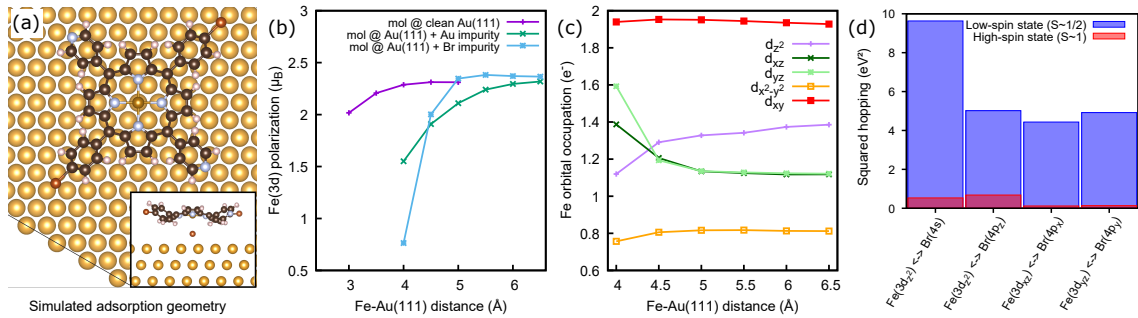 (a)
Simulated adsorption geometry
(b)
mol @ clean Au(111)
mol @ Au(111) + Au impurity
mol @ Au(111) + Br impurity
Fe(3d) polarization (μB)
3
2.5
2
1.5
1
0.5
3
4
5
6
Fe-Au(111) distance (Å)
(c)
dz²
dxz
dyz
dx²-y²
dxy
Fe orbital occupation (e⁻)
2
1.8
1.6
1.4
1.2
1
0.8
0.6
4
4.5
5
5.5
6
6.5
Fe-Au(111) distance (Å)
(d)
Low-spin state (S~1/2)
High-spin state (S~1)
Squared hopping (eV²)
10
8
6
4
2
0
Fe(3dz²) <-> Br(4s)
Fe(3dz²) <-> Br(4pz)
Fe(3dxz) <-> Br(4px)
Fe(3dyz) <-> Br(4py)